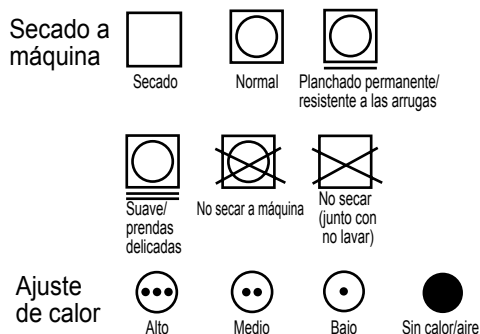 Secado a
máquina
Secado
Normal
Planchado permanente/
resistente a las arrugas
Suave/
prendas
delicadas
No secar a máquina
No secar
(junto con
no lavar)
Ajuste
de calor
Alto
Medio
Bajo
Sin calor/aire